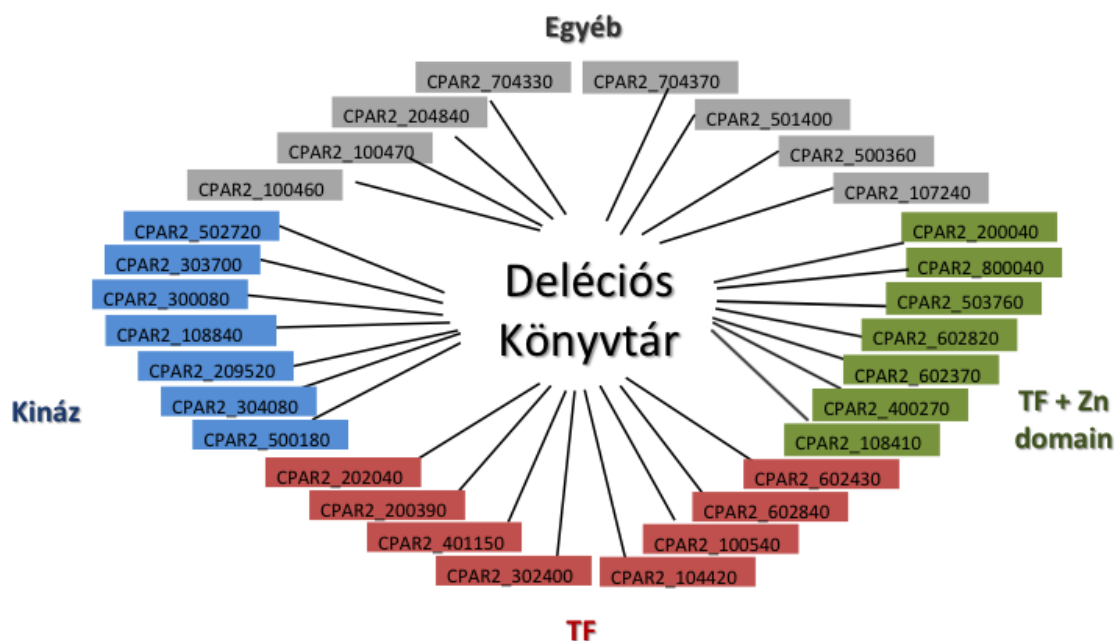 Egyéb
CPAR2_704330
CPAR2_704370
CPAR2_204840
CPAR2_501400
CPAR2_100470
CPAR2_500360
CPAR2_100460
CPAR2_107240
CPAR2_502720
CPAR2_200040
CPAR2_303700
CPAR2_800040
CPAR2_300080
CPAR2_503760
CPAR2_108840
CPAR2_602820
CPAR2_209520
CPAR2_602370
CPAR2_304080
CPAR2_400270
CPAR2_500180
CPAR2_108410
Deléciós
Könyvtár
Kináz
TF + Zn
domain
CPAR2_202040
CPAR2_602430
CPAR2_200390
CPAR2_602840
CPAR2_401150
CPAR2_100540
CPAR2_302400
CPAR2_104420
TF